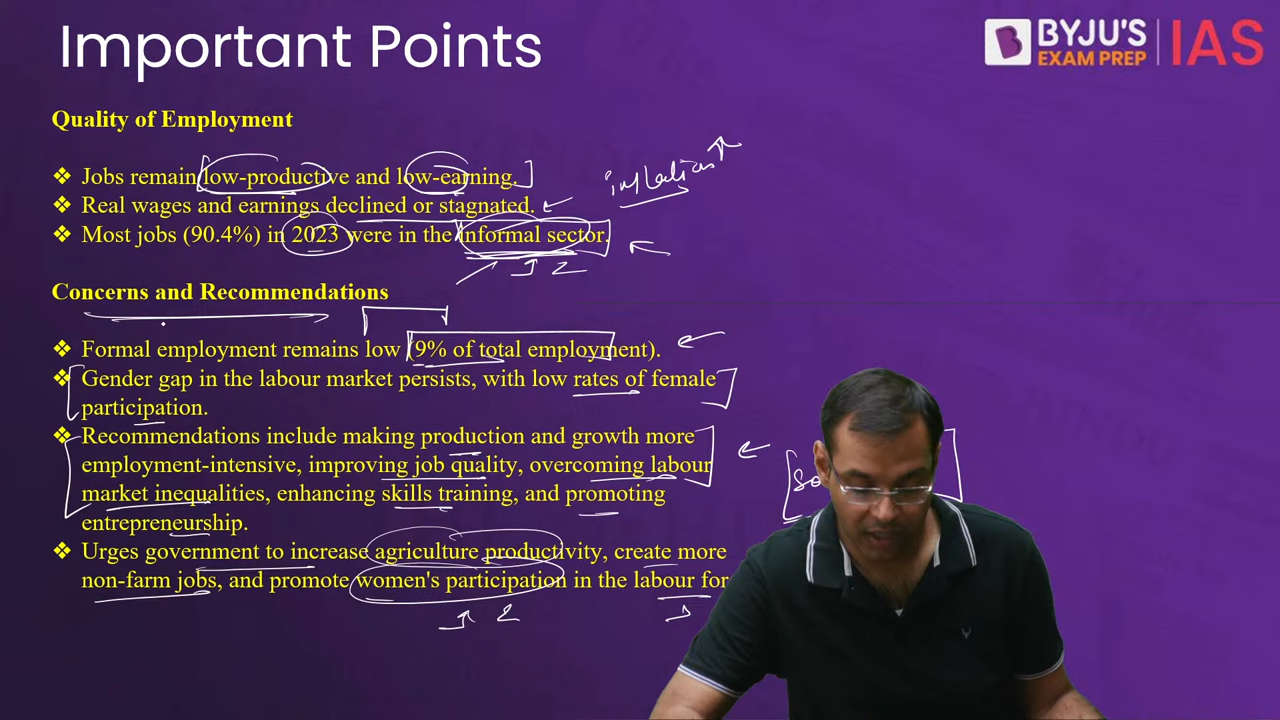 Important Points
BYJU'S
EXAM PREP
IAS
Quality of Employment
❖ Jobs remain low-productive and low-earning.
❖ Real wages and earnings declined or stagnated.
❖ Most jobs (90.4%) in 2023 were in the informal sector.
inflation
Concerns and Recommendations
❖ Formal employment remains low (9% of total employment).
❖ Gender gap in the labour market persists, with low rates of female
participation.
❖ Recommendations include making production and growth more
employment-intensive, improving job quality, overcoming labour
market inequalities, enhancing skills training, and promoting
entrepreneurship.
❖ Urges government to increase agriculture productivity, create more
non-farm jobs, and promote women's participation in the labour for